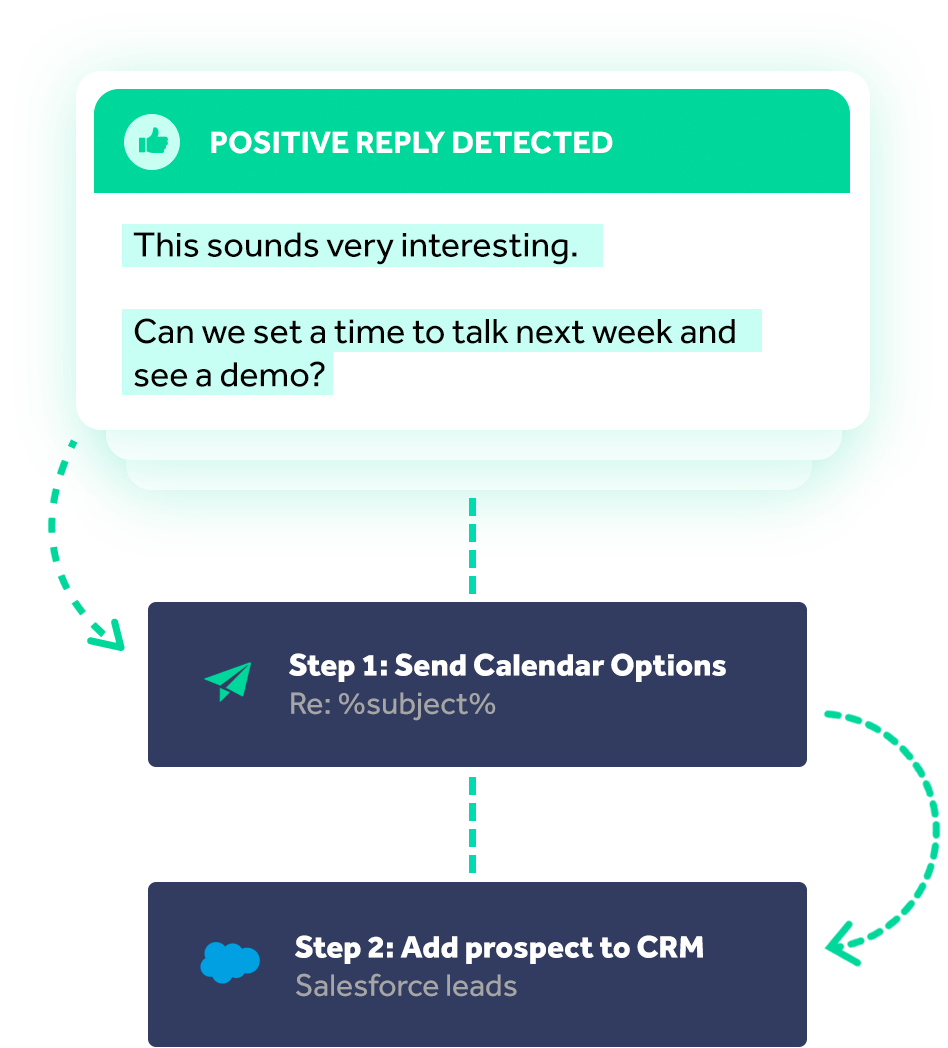 POSITIVE REPLY DETECTED
This sounds very interesting.
Can we set a time to talk next week and
see a demo?
Step 1: Send Calendar Options
Re: %subject%
Step 2: Add prospect to CRM
Salesforce leads